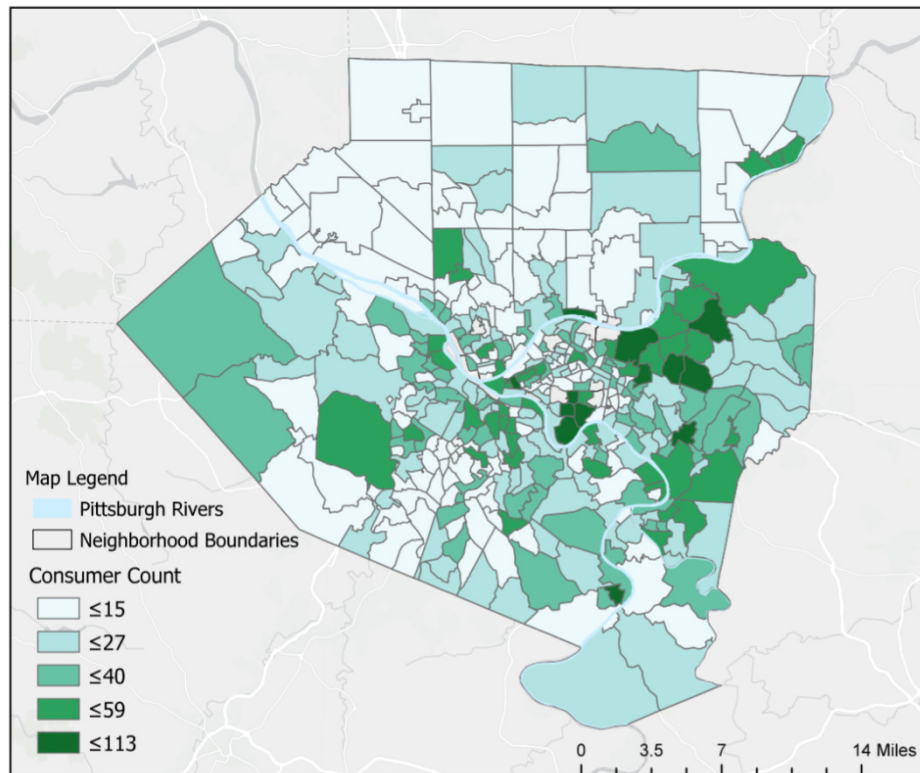 Map Legend
Pittsburgh Rivers
Neighborhood Boundaries
Consumer Count
≤15
≤27
≤40
≤59
≤113
0 3.5 7 14 Miles